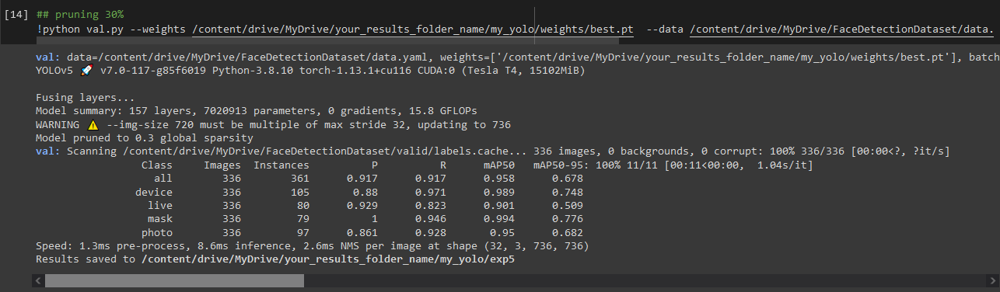 [14] ## pruning 30%
!python val.py --weights /content/drive/MyDrive/your_results_folder_name/my_yolo/weights/best.pt  --data /content/drive/MyDrive/FaceDetectionDataset/data.
val: data=/content/drive/MyDrive/FaceDetectionDataset/data.yaml, weights=['/content/drive/MyDrive/your_results_folder_name/my_yolo/weights/best.pt'], batch
YOLOv5 🚀 v7.0-117-g85f6019 Python-3.8.10 torch-1.13.1+cu116 CUDA:0 (Tesla T4, 15102MiB)
Fusing layers...
Model summary: 157 layers, 7020913 parameters, 0 gradients, 15.8 GFLOPs
WARNING ⚠️ --img-size 720 must be multiple of max stride 32, updating to 736
Model pruned to 0.3 global sparsity
val: Scanning /content/drive/MyDrive/FaceDetectionDataset/valid/labels.cache... 336 images, 0 backgrounds, 0 corrupt: 100% 336/336 [00:00<?, ?it/s]
Class Images Instances P R mAP50 mAP50-95: 100% 11/11 [00:11<00:00, 1.04s/it]
all 336 361 0.917 0.917 0.958 0.678
device 336 105 0.88 0.971 0.989 0.748
live 336 80 0.929 0.823 0.901 0.509
mask 336 79 1 0.946 0.994 0.776
photo 336 97 0.861 0.928 0.95 0.682
Speed: 1.3ms pre-process, 8.6ms inference, 2.6ms NMS per image at shape (32, 3, 736, 736)
Results saved to /content/drive/MyDrive/your_results_folder_name/my_yolo/exp5